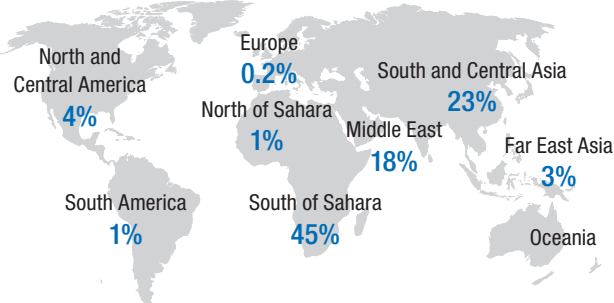 North and
Central America
4%
Europe
0.2%
South and Central Asia
23%
North of Sahara
1%
Middle East
18%
Far East Asia
3%
South America
1%
South of Sahara
45%
Oceania